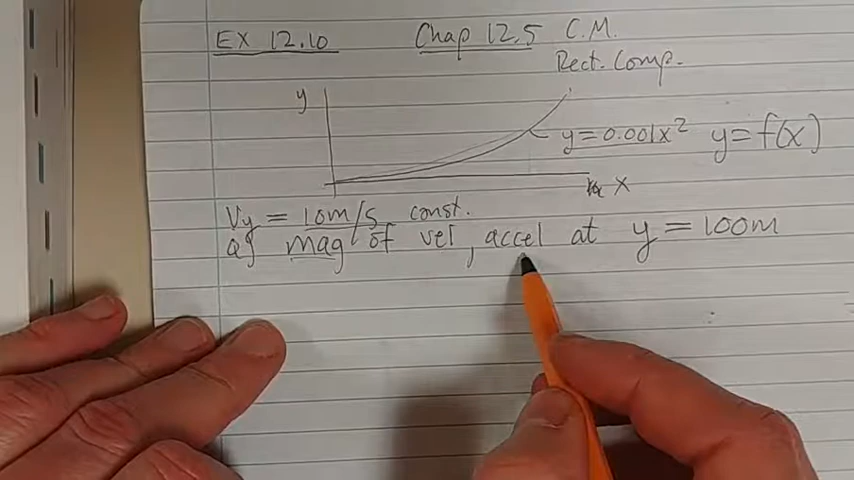 EX 12.10 Chap 12.5 C.M.
Rect. Comp.
y
y=0.001x² y=f(x)
x
Vy = 10m/s const.
a) mag of vel, accel at y = 100m